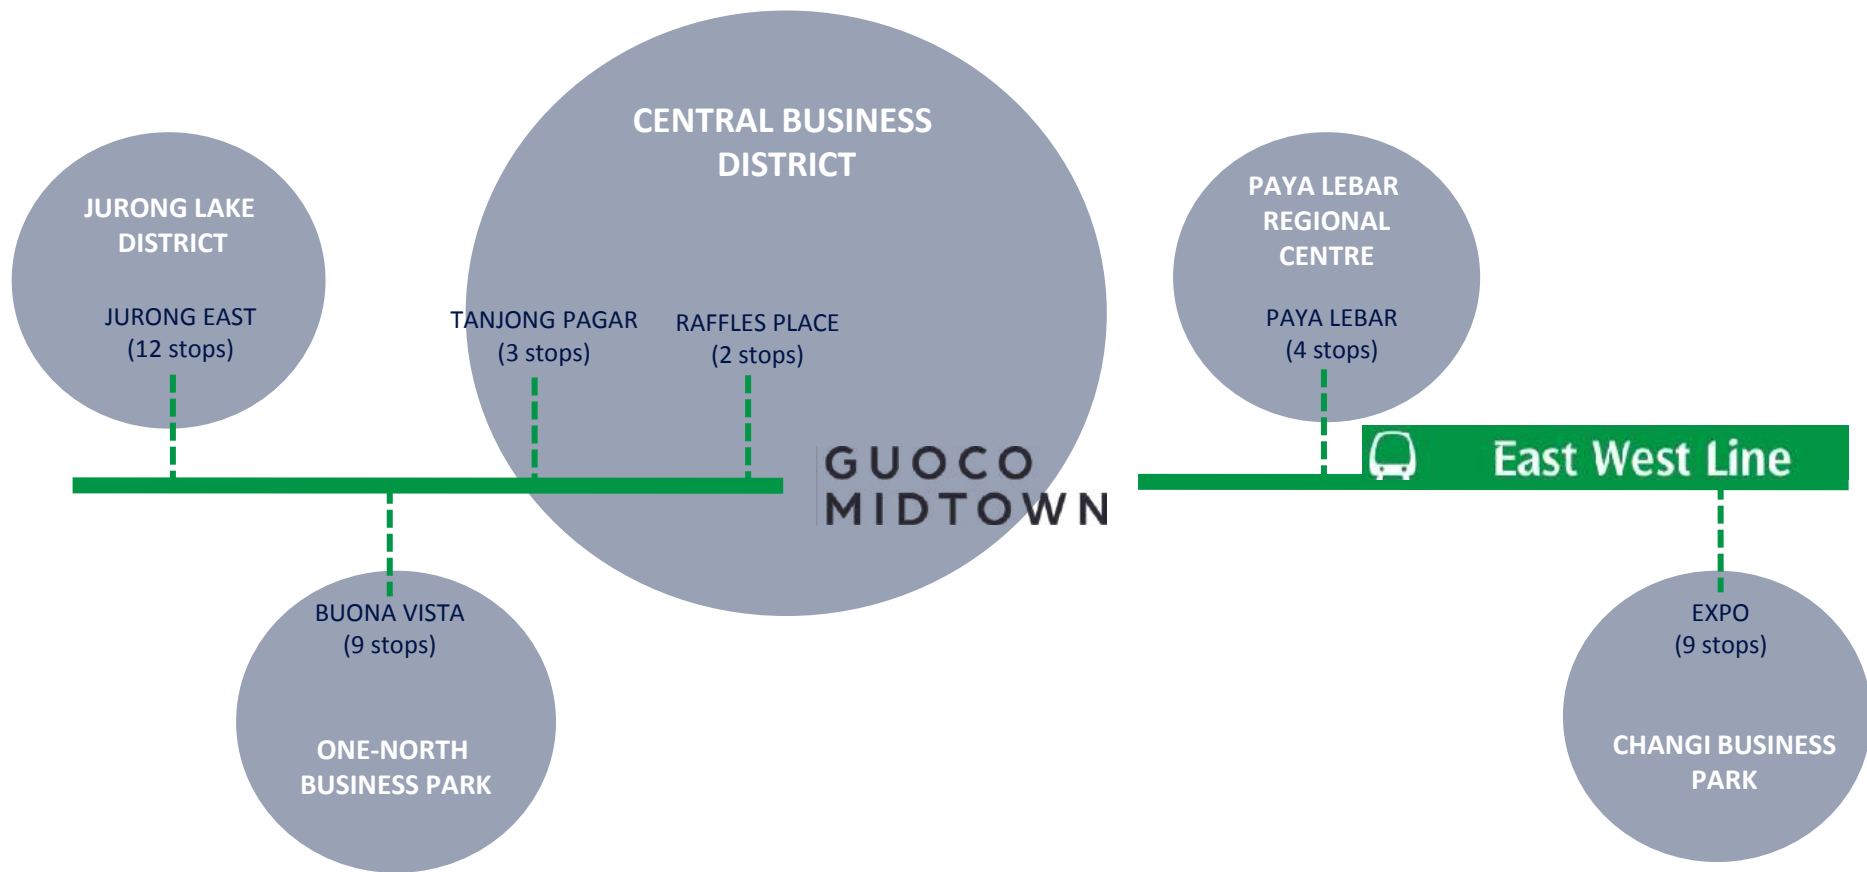 CENTRAL BUSINESS
DISTRICT
JURONG LAKE
DISTRICT
JURONG EAST
(12 stops)
TANJONG PAGAR
(3 stops)
RAFFLES PLACE
(2 stops)
PAYA LEBAR
REGIONAL
CENTRE
PAYA LEBAR
(4 stops)
GUOCO
MIDTOWN
East West Line
BUONA VISTA
(9 stops)
ONE-NORTH
BUSINESS PARK
EXPO
(9 stops)
CHANGI BUSINESS
PARK